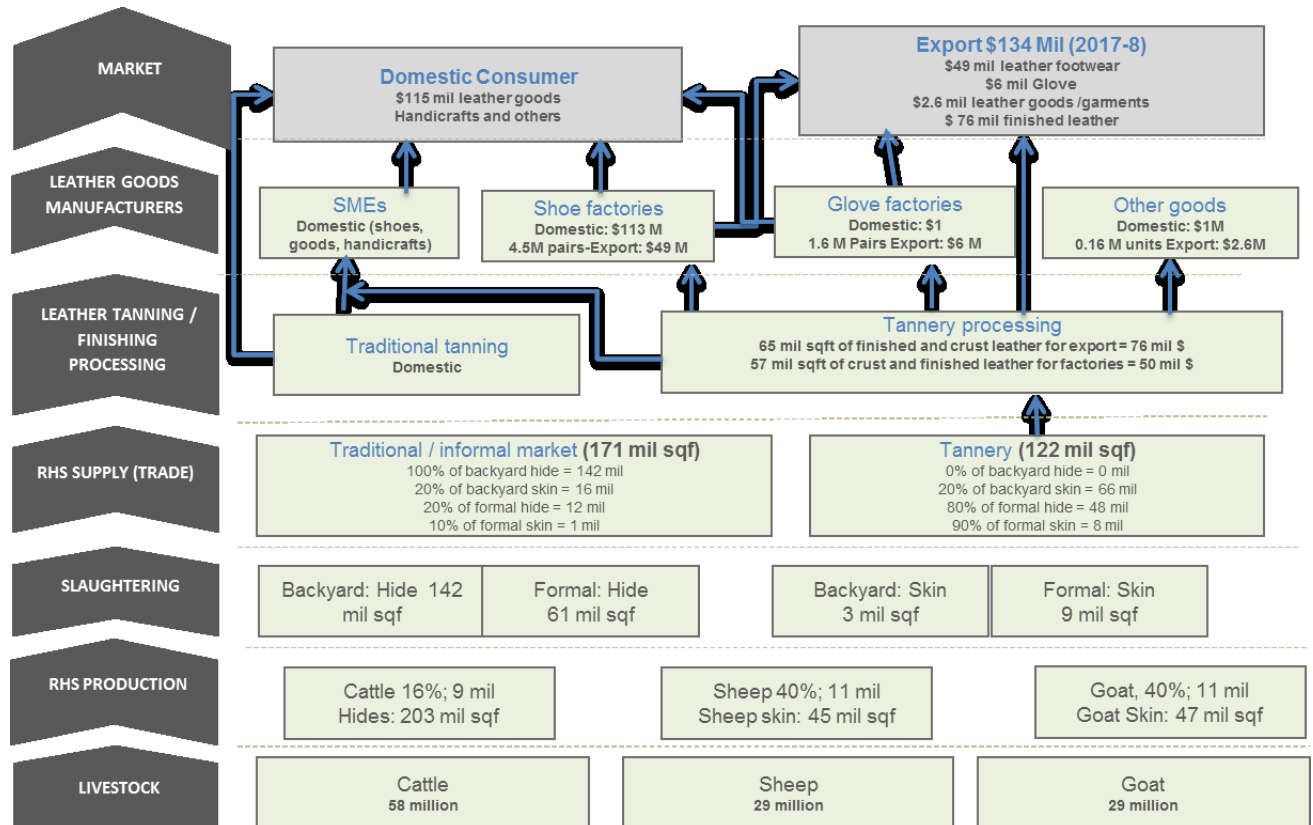 MARKET
Domestic Consumer
$115 mil leather goods
Handicrafts and others
Export $134 Mil (2017-8)
$49 mil leather footwear
$6 mil Glove
$2.6 mil leather goods /garments
$ 76 mil finished leather
LEATHER GOODS
MANUFACTURERS
SMEs
Domestic (shoes,
goods, handicrafts)
Shoe factories
Domestic: $113 M
4.5M pairs-Export: $49 M
Glove factories
Domestic: $1
1.6 M Pairs Export: $6 M
Other goods
Domestic: $1M
0.16 M units Export: $2.6M
LEATHER TANNING /
FINISHING
PROCESSING
Traditional tanning
Domestic
Tannery processing
65 mil sqft of finished and crust leather for export = 76 mil $
57 mil sqft of crust and finished leather for factories = 50 mil $
RHS SUPPLY (TRADE)
Traditional / informal market (171 mil sqf)
100% of backyard hide = 142 mil
20% of backyard skin = 16 mil
20% of formal hide = 12 mil
10% of formal skin = 1 mil
Tannery (122 mil sqf)
0% of backyard hide = 0 mil
20% of backyard skin = 66 mil
80% of formal hide = 48 mil
90% of formal skin = 8 mil
SLAUGHTERING
Backyard: Hide 142
mil sqf
Formal: Hide
61 mil sqf
Backyard: Skin
3 mil sqf
Formal: Skin
9 mil sqf
RHS PRODUCTION
Cattle 16%; 9 mil
Hides: 203 mil sqf
Sheep 40%; 11 mil
Sheep skin: 45 mil sqf
Goat, 40%; 11 mil
Goat Skin: 47 mil sqf
LIVESTOCK
Cattle
58 million
Sheep
29 million
Goat
29 million